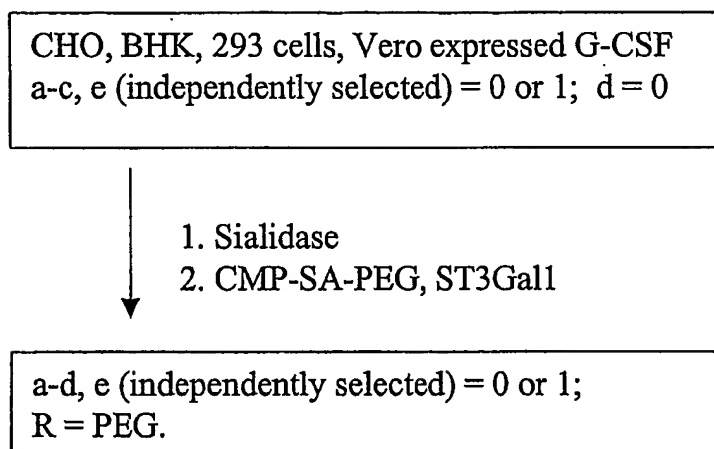 CHO, BHK, 293 cells, Vero expressed G-CSF
a-c, e (independently selected) = 0 or 1; d = 0
1. Sialidase
2. CMP-SA-PEG, ST3Gal1
a-d, e (independently selected) = 0 or 1;
R = PEG.